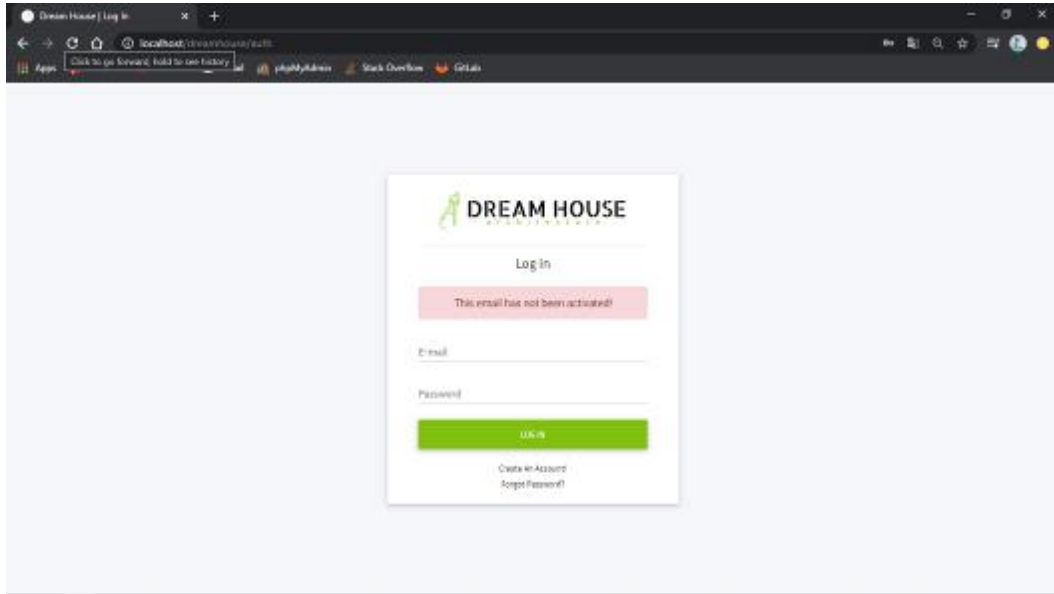 Dream House | Log In
localhost/dreamhouse/auth
Click to go forward, hold to see history
Apps
phpMyAdmin
Stack Overflow
GitLab
DREAM HOUSE
Log In
This email has not been activated!
E-mail
Password
LOG IN
Create An Account!
Forgot Password?